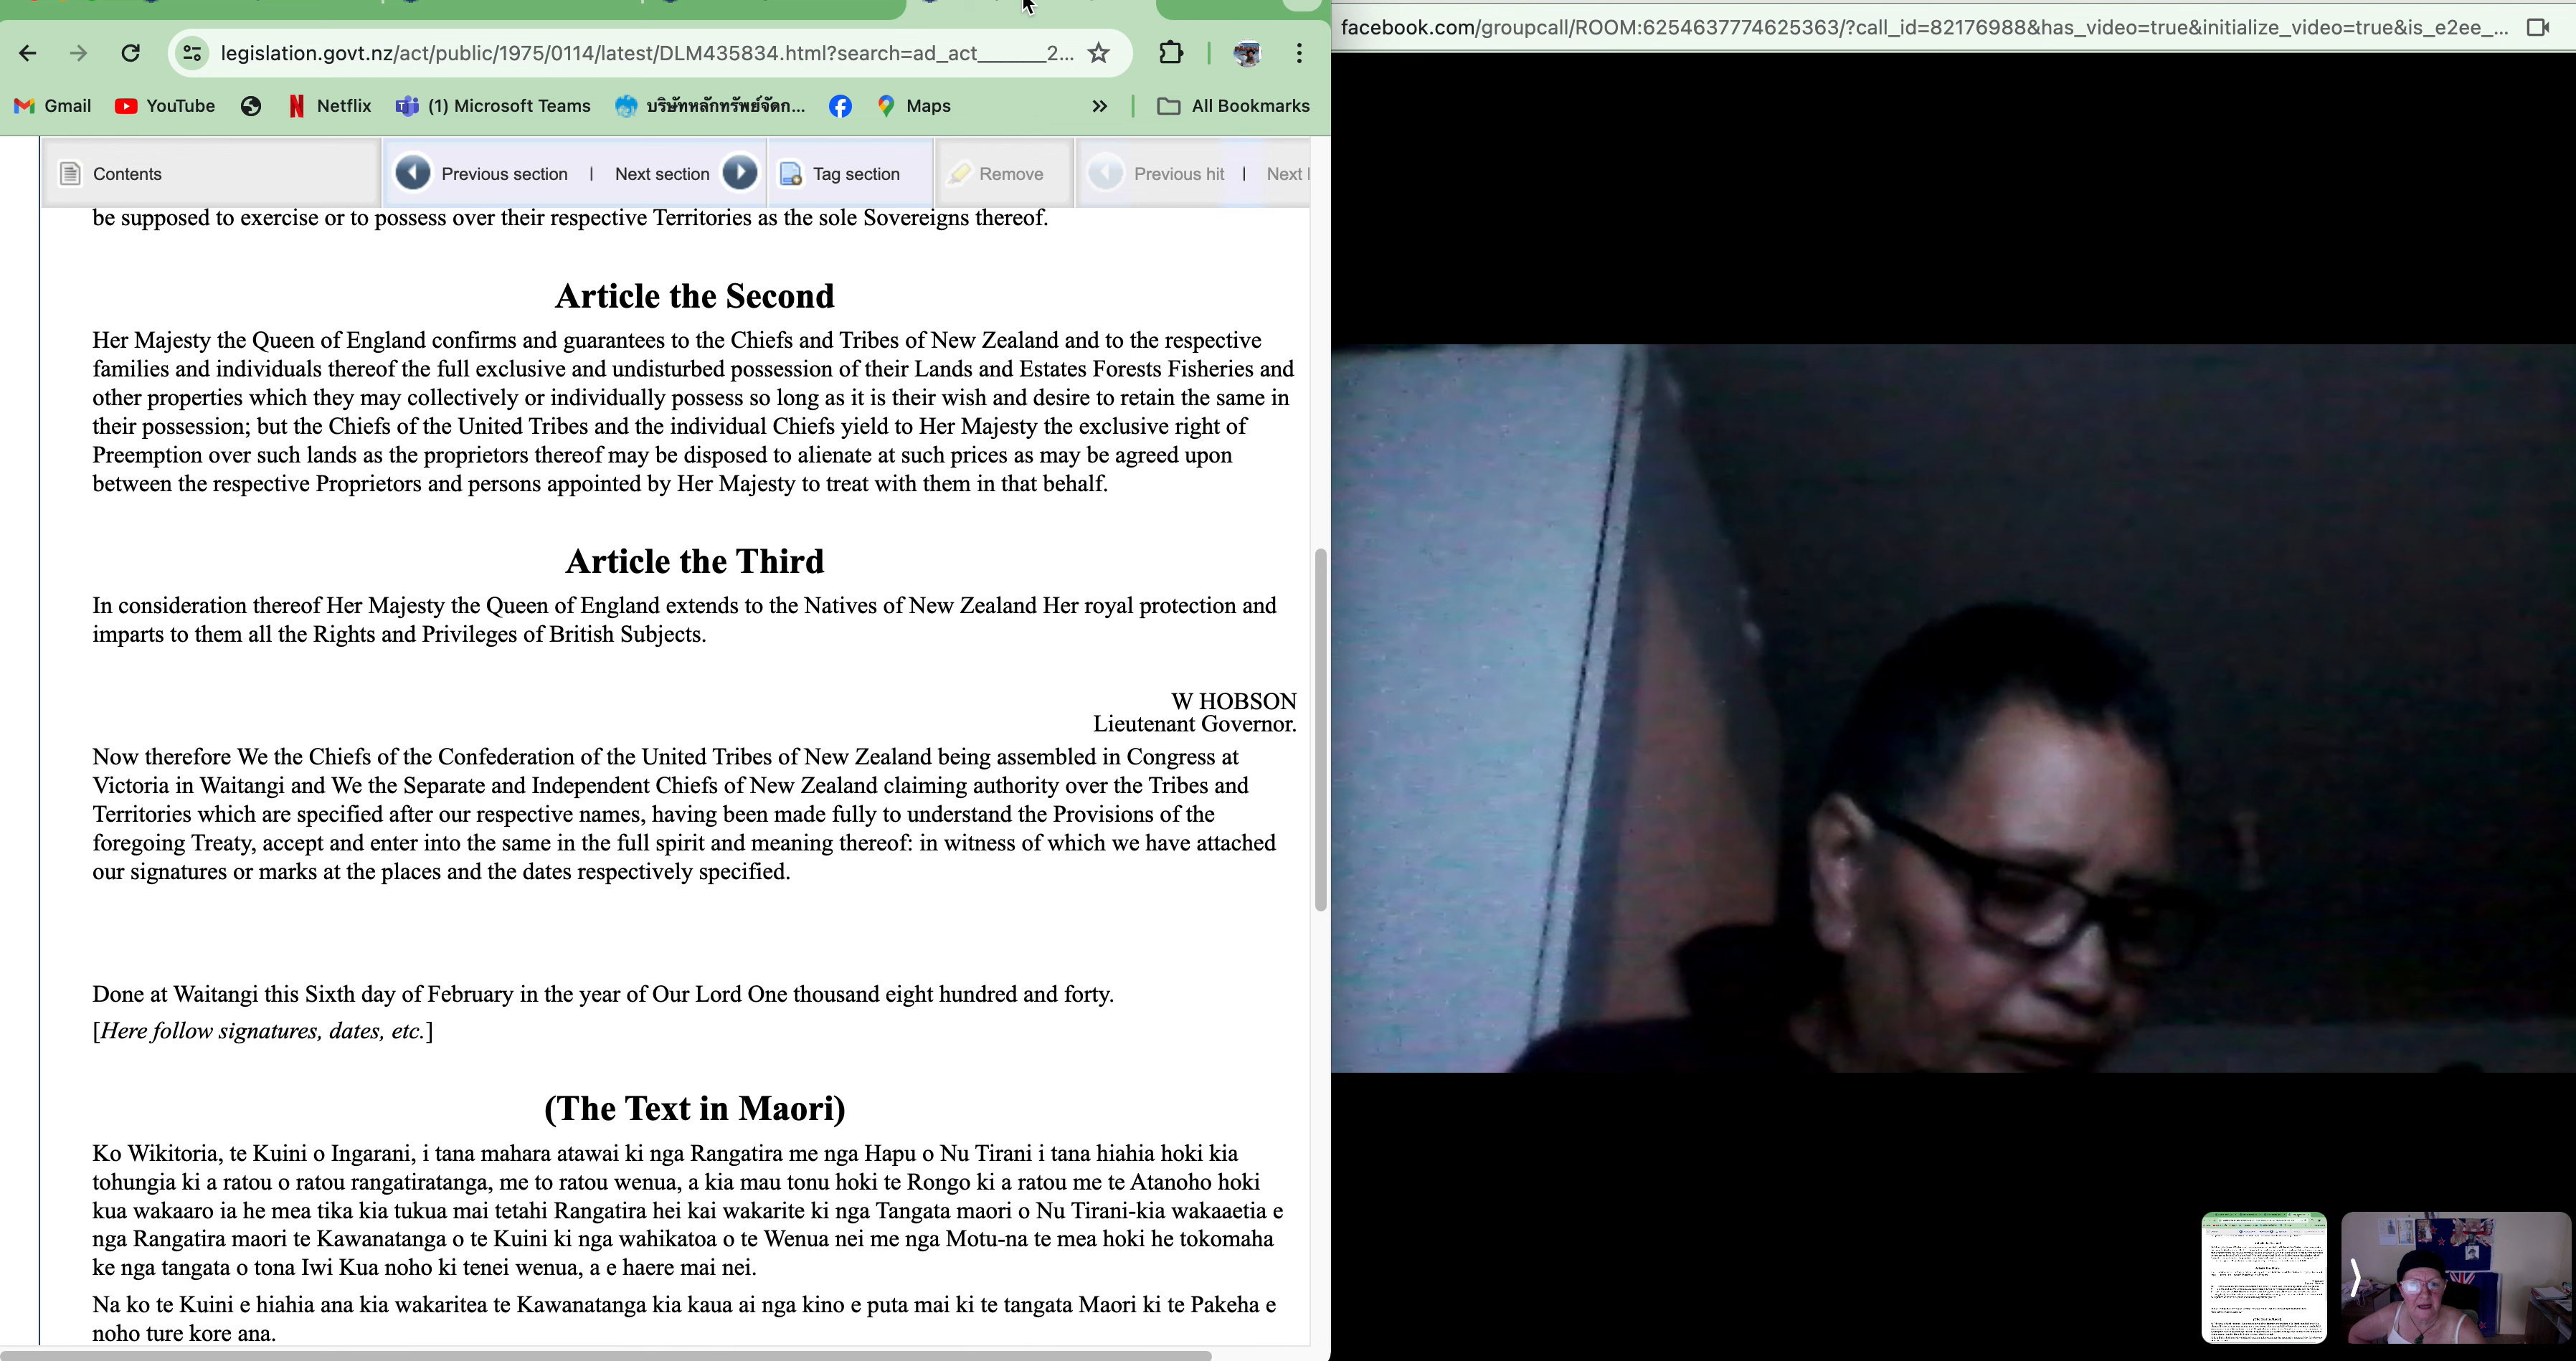 legislation.govt.nz/act/public/1975/0114/latest/DLM435834.html?search=ad_act______2...
Gmail
YouTube
Netflix
(1) Microsoft Teams
บริษัทหลักทรัพย์จัดก...
Maps
»
All Bookmarks
Contents
Previous section | Next section
Tag section
Remove
Previous hit | Next
be supposed to exercise or to possess over their respective Territories as the sole Sovereigns thereof.
Article the Second
Her Majesty the Queen of England confirms and guarantees to the Chiefs and Tribes of New Zealand and to the respective
families and individuals thereof the full exclusive and undisturbed possession of their Lands and Estates Forests Fisheries and
other properties which they may collectively or individually possess so long as it is their wish and desire to retain the same in
their possession; but the Chiefs of the United Tribes and the individual Chiefs yield to Her Majesty the exclusive right of
Preemption over such lands as the proprietors thereof may be disposed to alienate at such prices as may be agreed upon
between the respective Proprietors and persons appointed by Her Majesty to treat with them in that behalf.
Article the Third
In consideration thereof Her Majesty the Queen of England extends to the Natives of New Zealand Her royal protection and
imparts to them all the Rights and Privileges of British Subjects.
W HOBSON
Lieutenant Governor.
Now therefore We the Chiefs of the Confederation of the United Tribes of New Zealand being assembled in Congress at
Victoria in Waitangi and We the Separate and Independent Chiefs of New Zealand claiming authority over the Tribes and
Territories which are specified after our respective names, having been made fully to understand the Provisions of the
foregoing Treaty, accept and enter into the same in the full spirit and meaning thereof: in witness of which we have attached
our signatures or marks at the places and the dates respectively specified.
Done at Waitangi this Sixth day of February in the year of Our Lord One thousand eight hundred and forty.
[Here follow signatures, dates, etc.]
(The Text in Maori)
Ko Wikitoria, te Kuini o Ingarani, i tana mahara atawai ki nga Rangatira me nga Hapu o Nu Tirani i tana hiahia hoki kia
tohungia ki a ratou o ratou rangatiratanga, me to ratou wenua, a kia mau tonu hoki te Rongo ki a ratou me te Atanoho hoki
kua wakaaro ia he mea tika kia tukua mai tetahi Rangatira hei kai wakarite ki nga Tangata maori o Nu Tirani-kia wakaaetia e
nga Rangatira maori te Kawanatanga o te Kuini ki nga wahikatoa o te Wenua nei me nga Motu-na te mea hoki he tokomaha
ke nga tangata o tona Iwi Kua noho ki tenei wenua, a e haere mai nei.
Na ko te Kuini e hiahia ana kia wakaritea te Kawanatanga kia kaua ai nga kino e puta mai ki te tangata Maori ki te Pakeha e
noho ture kore ana.
facebook.com/groupcall/ROOM:6254637774625363/?call_id=82176988&has_video=true&initialize_video=true&is_e2ee_...